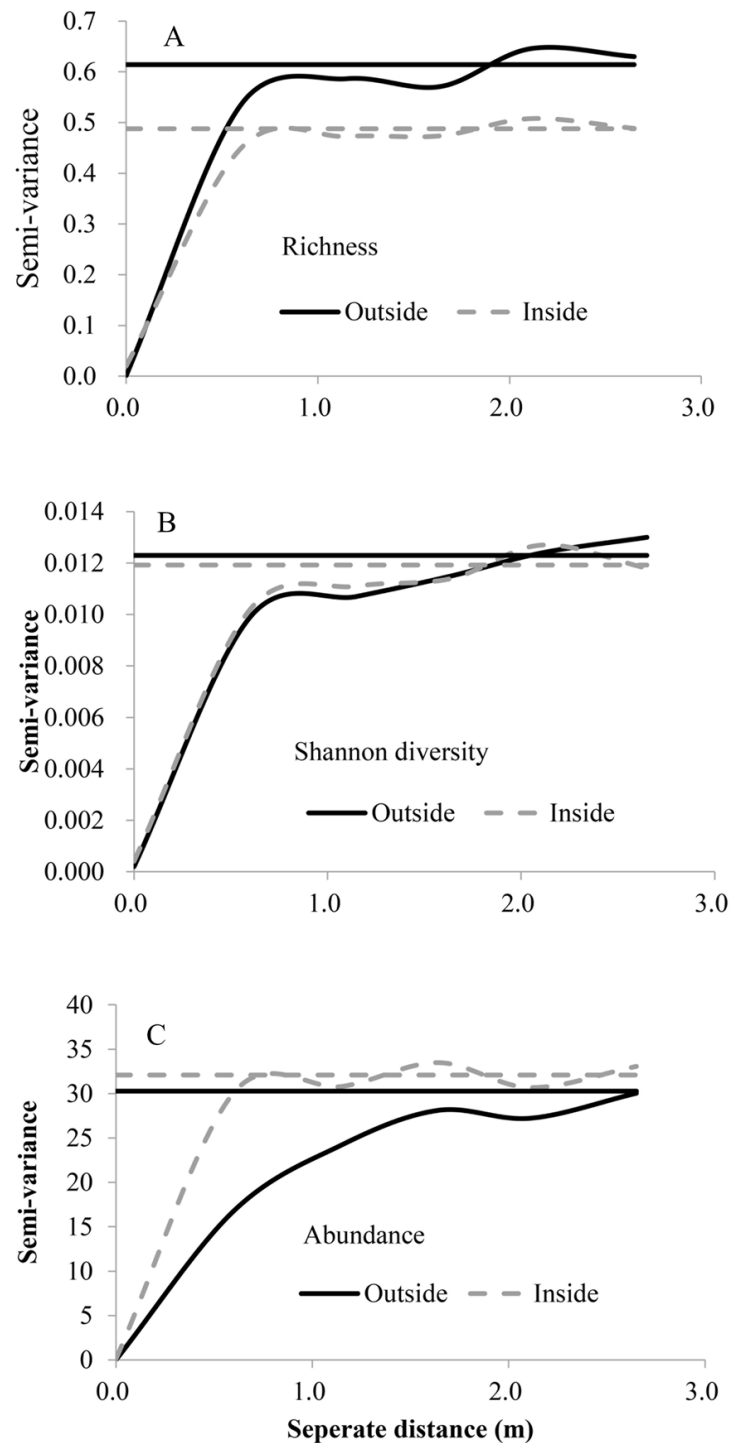 A
0.7
0.6
0.5
0.4
0.3
0.2
0.1
0.0
Semi-variance
Richness
Outside Inside
0.0 1.0 2.0 3.0
B
0.014
0.012
0.010
0.008
0.006
0.004
0.002
0.000
Semi-variance
Shannon diversity
Outside Inside
0.0 1.0 2.0 3.0
C
40
35
30
25
20
15
10
5
0
Semi-variance
Abundance
Outside Inside
0.0 1.0 2.0 3.0
Seperate distance (m)